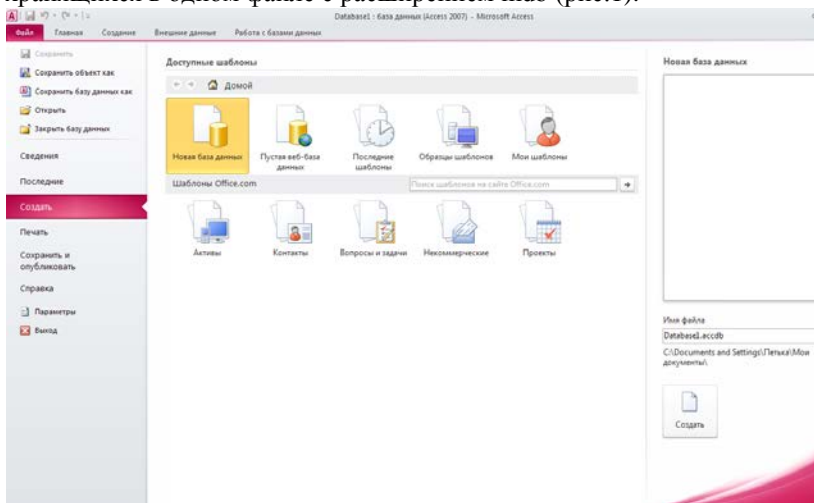 хранящийся в одном файле с расширением mdb (рис.1).
Database1 : база данных (Access 2007) - Microsoft Access
Файл Главная Создание Внешние данные Работа с базами данных
Сохранить
Сохранить объект как
Сохранить базу данных как
Открыть
Закрыть базу данных
Сведения
Последние
Создать
Печать
Сохранить и
опубликовать
Справка
Параметры
Выход
Доступные шаблоны
Домой
Новая база данных
Пустая веб-база
данных
Последние
шаблоны
Образцы шаблонов
Мои шаблоны
Шаблоны Office.com
Поиск шаблонов на сайте Office.com
Активы
Контакты
Вопросы и задачи
Некоммерческие
Проекты
Новая база данных
Имя файла
Database1.accdb
C:\Documents and Settings\Петька\Мои
документы\
Создать